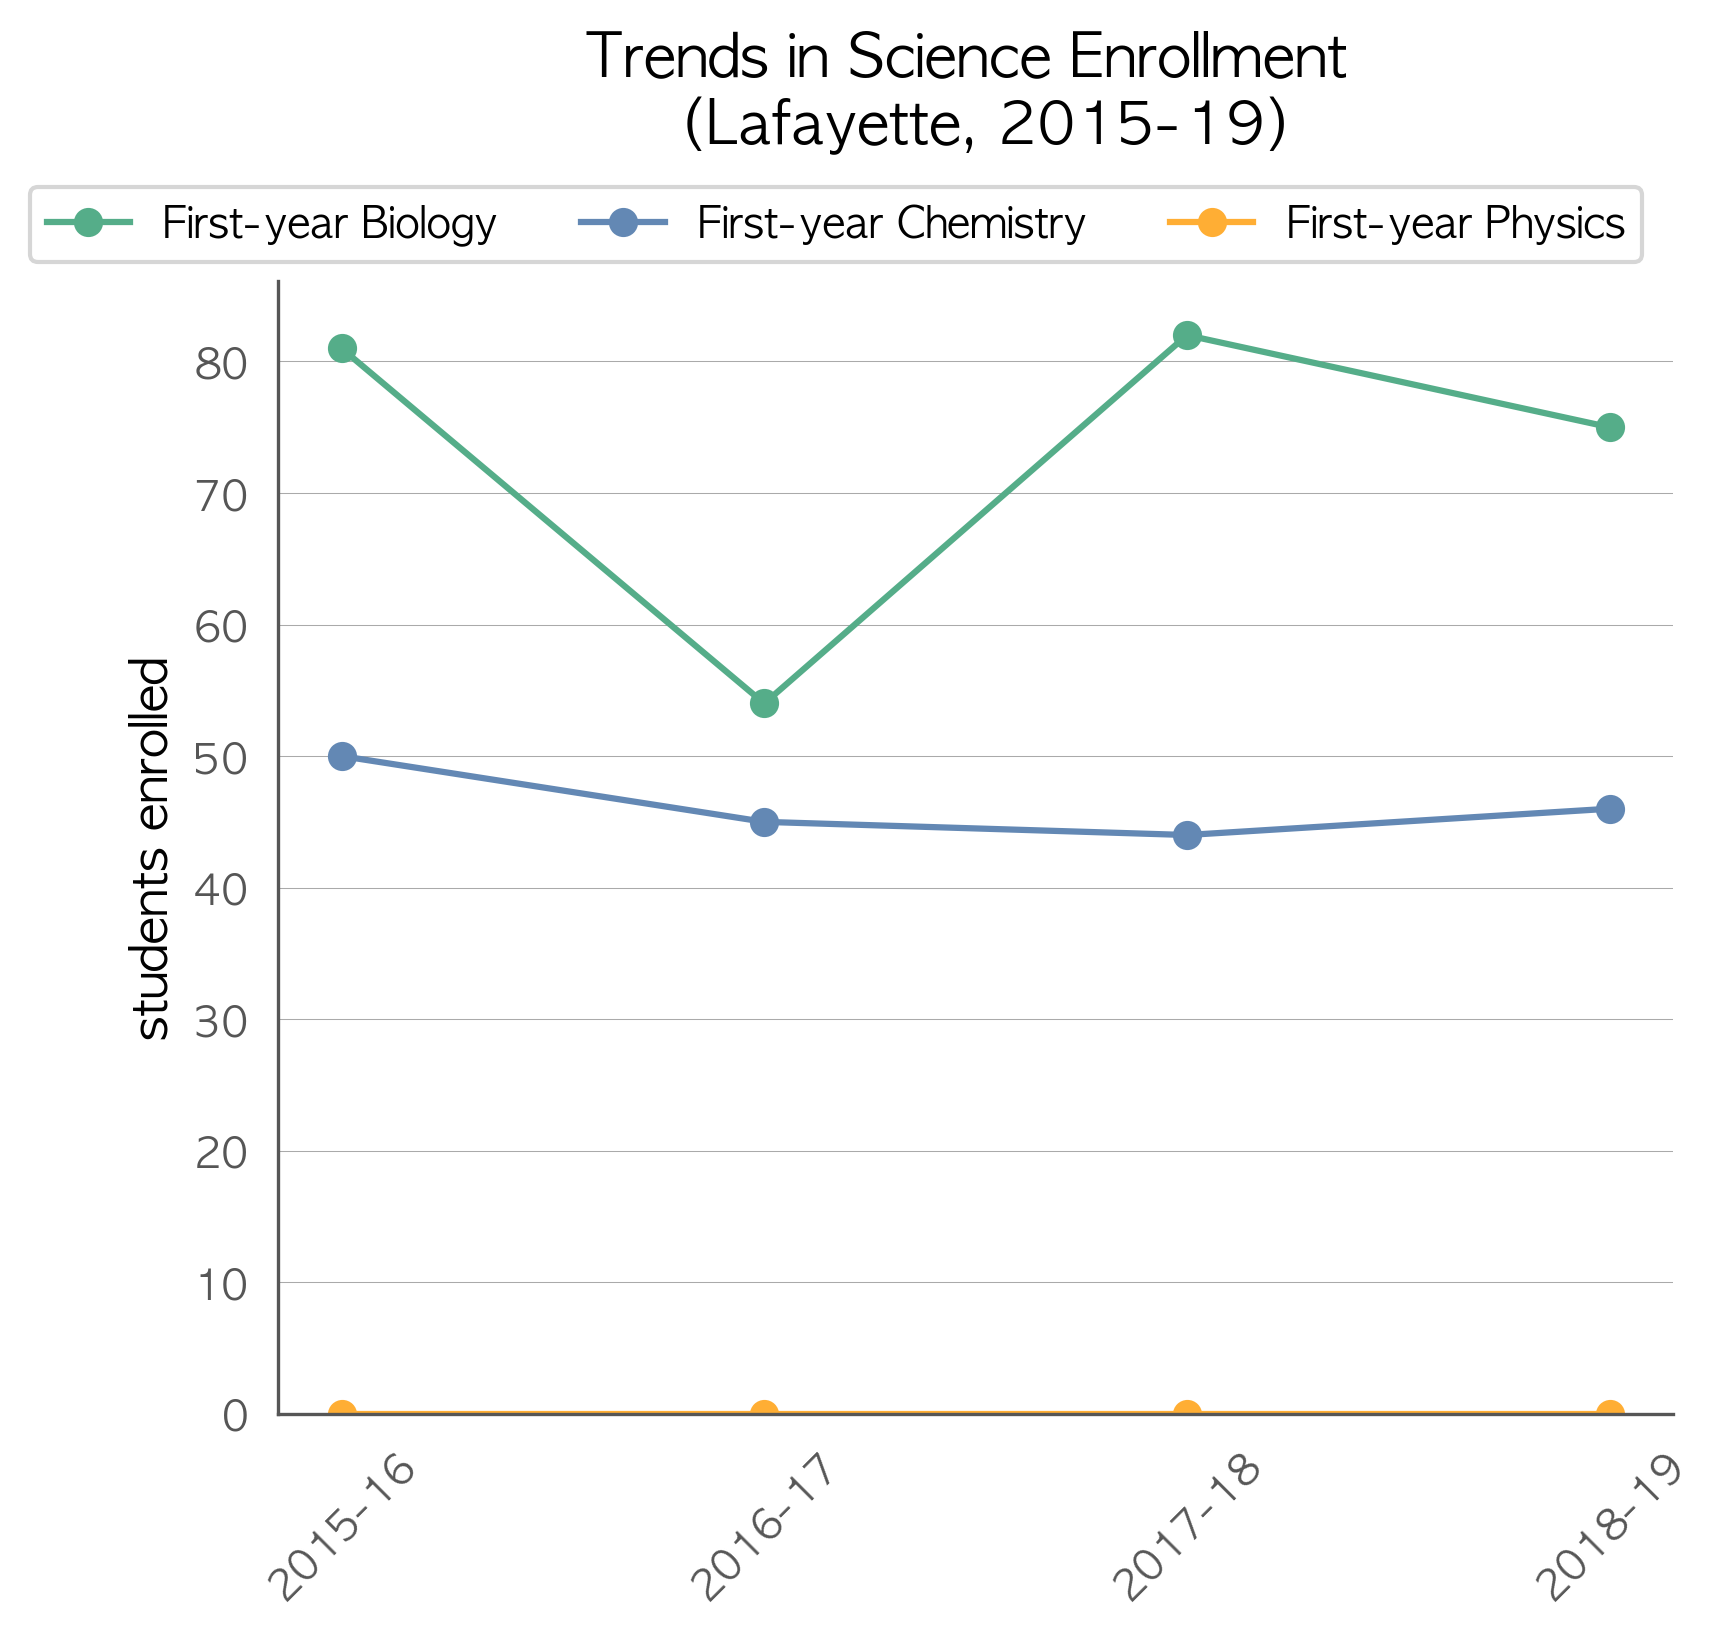 Trends in Science Enrollment
(Lafayette, 2015-19)
First-year Biology First-year Chemistry First-year Physics
80
70
60
50
40
30
20
10
0
students enrolled
2015-16 2016-17 2017-18 2018-19